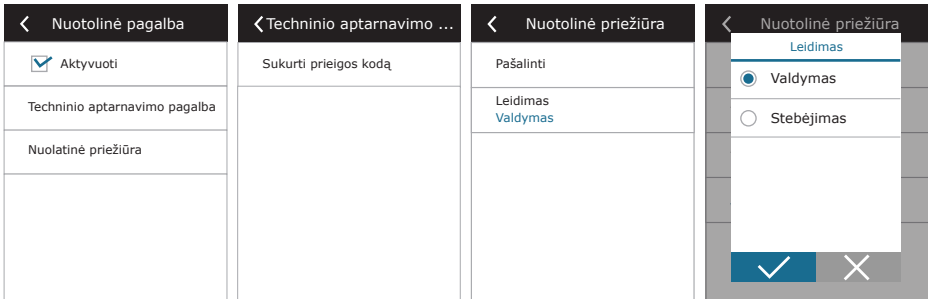 Nuotolinė pagalba
Aktyvuoti
Techninio aptarnavimo pagalba
Nuolatinė priežiūra
Techninio aptarnavimo ...
Sukurti prieigos kodą
Nuotolinė priežiūra
Pašalinti
Leidimas
Valdymas
Nuotolinė priežiūra
Leidimas
Valdymas
Stebėjimas